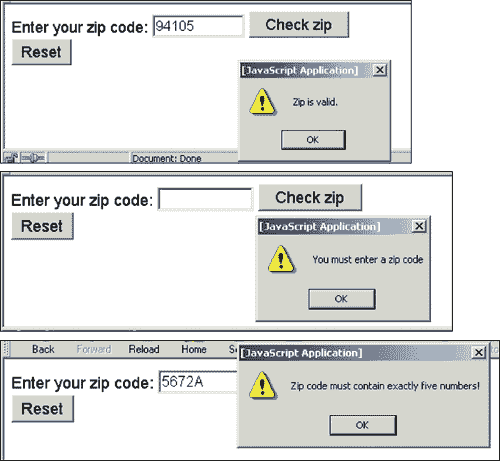 Enter your zip code: 94105 Check zip
Reset
[JavaScript Application]
Zip is valid.
OK
Document: Done
Enter your zip code: Check zip
Reset
[JavaScript Application]
You must enter a zip code
OK
Back Forward Reload Home
Enter your zip code: 5672A
Reset
[JavaScript Application]
Zip code must contain exactly five numbers!
OK